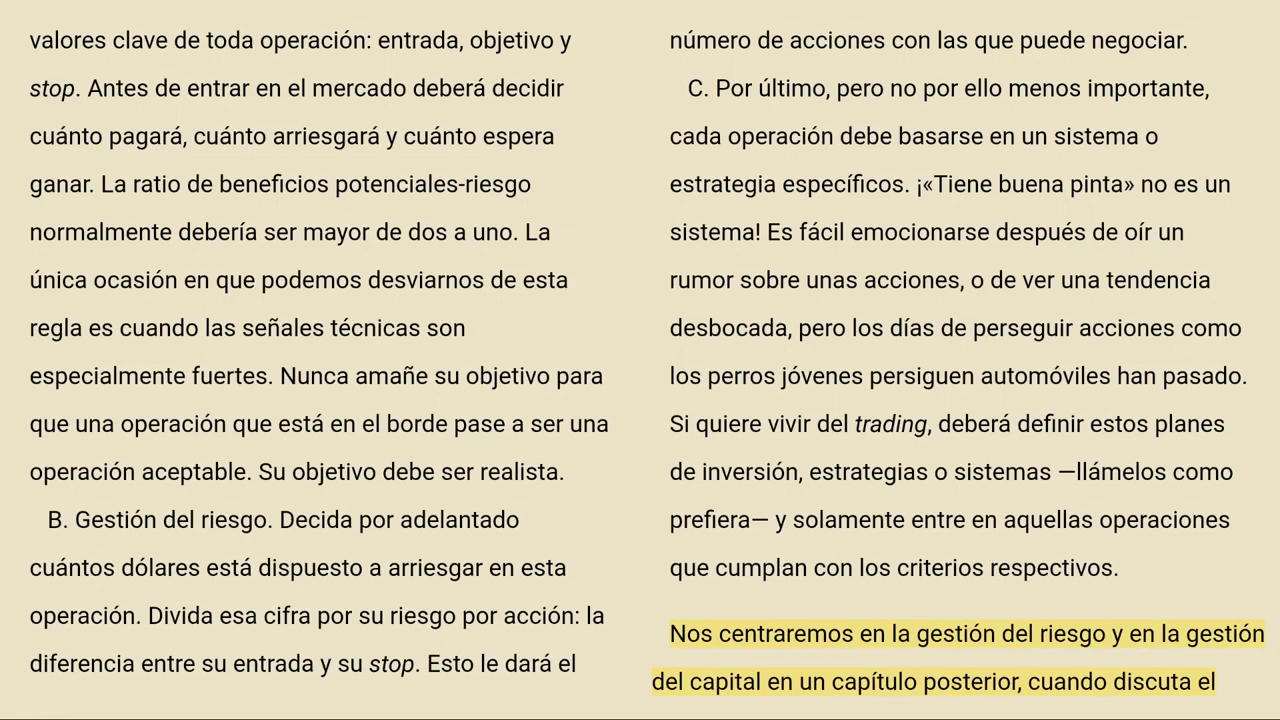 valores clave de toda operación: entrada, objetivo y
stop. Antes de entrar en el mercado deberá decidir
cuánto pagará, cuánto arriesgará y cuánto espera
ganar. La ratio de beneficios potenciales-riesgo
normalmente debería ser mayor de dos a uno. La
única ocasión en que podemos desviarnos de esta
regla es cuando las señales técnicas son
especialmente fuertes. Nunca amañe su objetivo para
que una operación que está en el borde pase a ser una
operación aceptable. Su objetivo debe ser realista.
B. Gestión del riesgo. Decida por adelantado
cuántos dólares está dispuesto a arriesgar en esta
operación. Divida esa cifra por su riesgo por acción: la
diferencia entre su entrada y su stop. Esto le dará el
número de acciones con las que puede negociar.
C. Por último, pero no por ello menos importante,
cada operación debe basarse en un sistema o
estrategia específicos. ¡«Tiene buena pinta» no es un
sistema! Es fácil emocionarse después de oír un
rumor sobre unas acciones, o de ver una tendencia
desbocada, pero los días de perseguir acciones como
los perros jóvenes persiguen automóviles han pasado.
Si quiere vivir del trading, deberá definir estos planes
de inversión, estrategias o sistemas —llámelos como
prefiera— y solamente entre en aquellas operaciones
que cumplan con los criterios respectivos.
Nos centraremos en la gestión del riesgo y en la gestión
del capital en un capítulo posterior, cuando discuta el